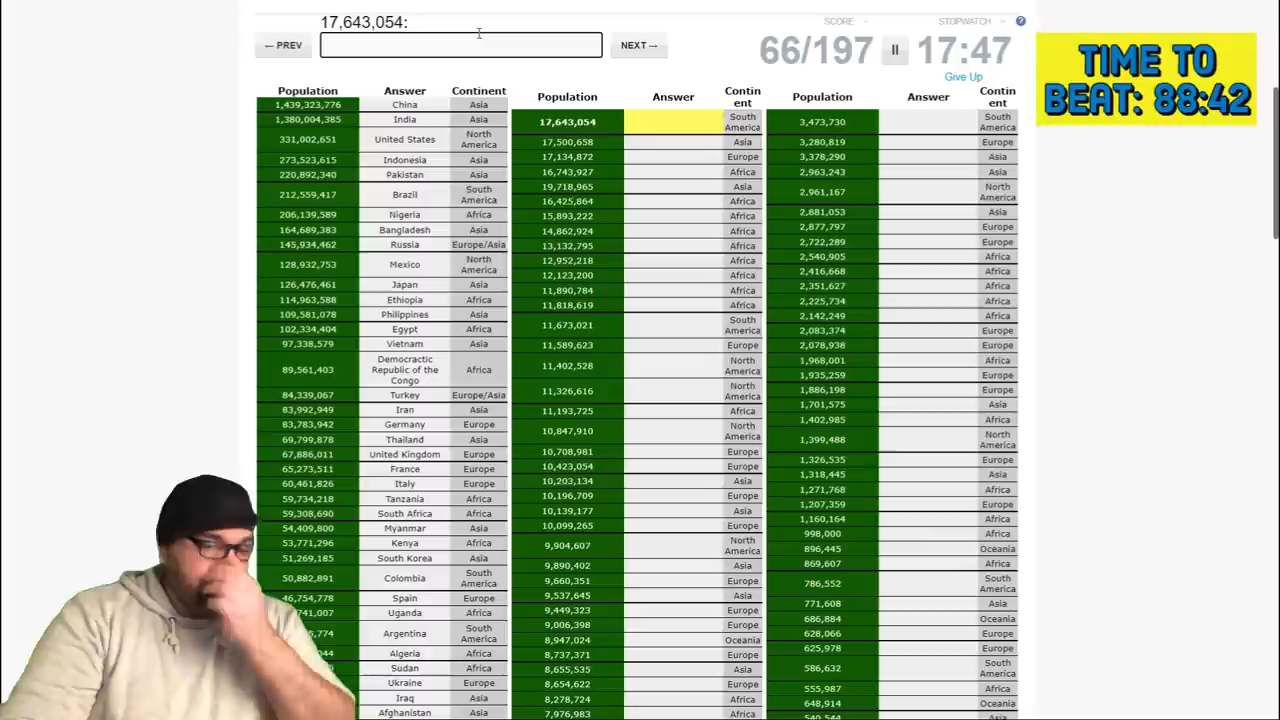 17,643,054:
SCORE
STOPWATCH
?
← PREV
NEXT →
66/197
17:47
Give Up
TIME TO
BEAT: 88:42
Population Answer Continent
1,439,323,776 China Asia
1,380,004,385 India Asia
331,002,651 United States North America
273,523,615 Indonesia Asia
220,892,340 Pakistan Asia
212,559,417 Brazil South America
206,139,589 Nigeria Africa
164,689,383 Bangladesh Asia
145,934,462 Russia Europe/Asia
128,932,753 Mexico North America
126,476,461 Japan Asia
114,963,588 Ethiopia Africa
109,581,078 Philippines Asia
102,334,404 Egypt Africa
97,338,579 Vietnam Asia
89,561,403 Democratic Republic of the Congo Africa
84,339,067 Turkey Europe/Asia
83,992,949 Iran Asia
83,783,942 Germany Europe
69,799,878 Thailand Asia
67,886,011 United Kingdom Europe
65,273,511 France Europe
60,461,826 Italy Europe
59,734,218 Tanzania Africa
59,308,690 South Africa Africa
54,409,800 Myanmar Asia
53,771,296 Kenya Africa
51,269,185 South Korea Asia
50,882,891 Colombia South America
46,754,778 Spain Europe
741,007 Uganda Africa
774 Argentina South America
044 Algeria Africa
Sudan Africa
Ukraine Europe
Iraq Asia
Afghanistan Asia
Population Answer Continent
17,643,054 South America
17,500,658 Asia
17,134,872 Europe
16,743,927 Africa
19,718,965 Asia
16,425,864 Africa
15,893,222 Africa
14,862,924 Africa
13,132,795 Africa
12,952,218 Africa
12,123,200 Africa
11,890,784 Africa
11,818,619 Africa
11,673,021 South America
11,589,623 Europe
11,402,528 North America
11,326,616 North America
11,193,725 Africa
10,847,910 North America
10,708,981 Europe
10,423,054 Europe
10,203,134 Asia
10,196,709 Europe
10,139,177 Asia
10,099,265 Europe
9,904,607 North America
9,890,402 Asia
9,660,351 Europe
9,537,645 Asia
9,449,323 Europe
9,006,398 Europe
8,947,024 Oceania
8,737,371 Europe
8,655,535 Asia
8,654,622 Europe
8,278,724 Africa
7,976,983 Africa
Population Answer Continent
3,473,730 South America
3,280,819 Europe
3,378,290 Asia
2,963,243 Asia
2,961,167 North America
2,881,053 Asia
2,877,797 Europe
2,722,289 Europe
2,540,905 Africa
2,416,668 Africa
2,351,627 Africa
2,225,734 Africa
2,142,249 Africa
2,083,374 Europe
2,078,938 Europe
1,968,001 Africa
1,935,259 Europe
1,886,198 Europe
1,701,575 Asia
1,402,985 Africa
1,399,488 North America
1,326,535 Europe
1,318,445 Asia
1,271,768 Africa
1,207,359 Europe
1,160,164 Africa
998,000 Africa
896,445 Oceania
869,607 Africa
786,552 South America
771,608 Asia
686,884 Oceania
628,066 Europe
625,978 Europe
586,632 South America
555,987 Africa
648,914 Oceania
540,544 Asia